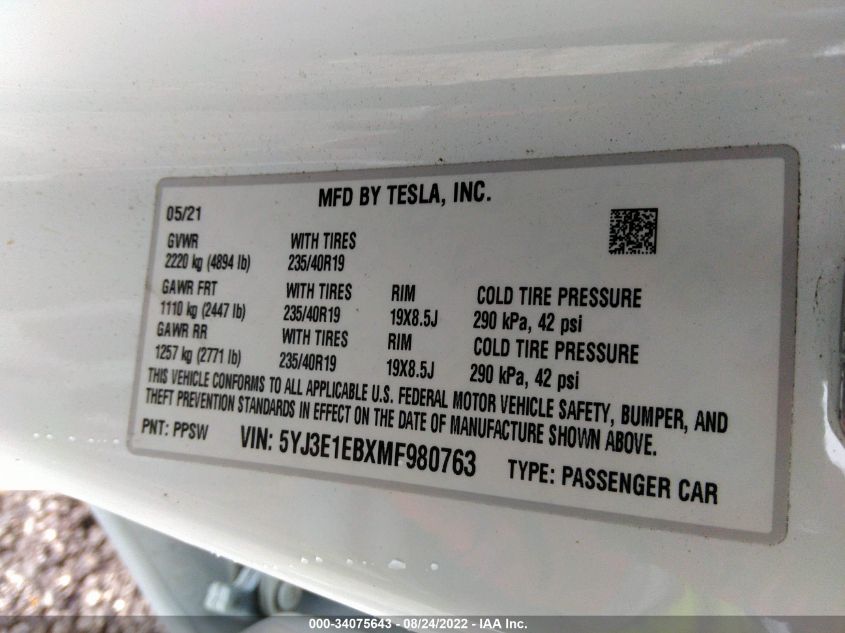 MFD BY TESLA, INC.
05/21
GVWR WITH TIRES
2220 kg (4894 lb) 235/40R19
GAWR FRT WITH TIRES RIM COLD TIRE PRESSURE
1110 kg (2447 lb) 235/40R19 19X8.5J 290 kPa, 42 psi
GAWR RR WITH TIRES RIM COLD TIRE PRESSURE
1257 kg (2771 lb) 235/40R19 19X8.5J 290 kPa, 42 psi
THIS VEHICLE CONFORMS TO ALL APPLICABLE U.S. FEDERAL MOTOR VEHICLE SAFETY, BUMPER, AND
THEFT PREVENTION STANDARDS IN EFFECT ON THE DATE OF MANUFACTURE SHOWN ABOVE.
PNT: PPSW VIN: 5YJ3E1EBXMF980763 TYPE: PASSENGER CAR
000-34075643 - 08/24/2022 - IAA Inc.